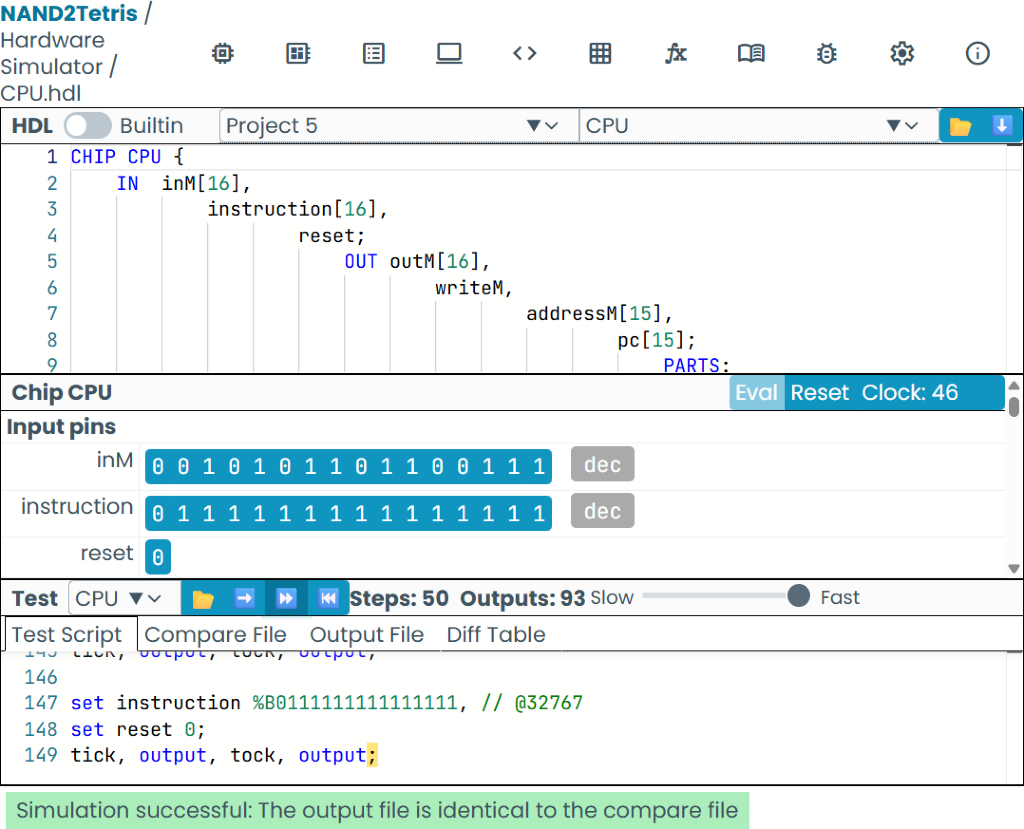 NAND2Tetris /
Hardware
Simulator /
CPU.hdl
HDL Builtin Project 5 CPU
1 CHIP CPU {
2 IN inM[16],
3 instruction[16],
4 reset;
5 OUT outM[16],
6 writeM,
7 addressM[15],
8 pc[15];
9 PARTS:
Chip CPU Eval Reset Clock: 46
Input pins
inM 0 0 1 0 1 0 1 1 0 1 1 0 0 1 1 1 dec
instruction 0 1 1 1 1 1 1 1 1 1 1 1 1 1 1 1 dec
reset 0
Test CPU Steps: 50 Outputs: 93 Slow Fast
Test Script Compare File Output File Diff Table
145 tick, output, tock, output;
146
147 set instruction %B0111111111111111, // @32767
148 set reset 0;
149 tick, output, tock, output;
Simulation successful: The output file is identical to the compare file